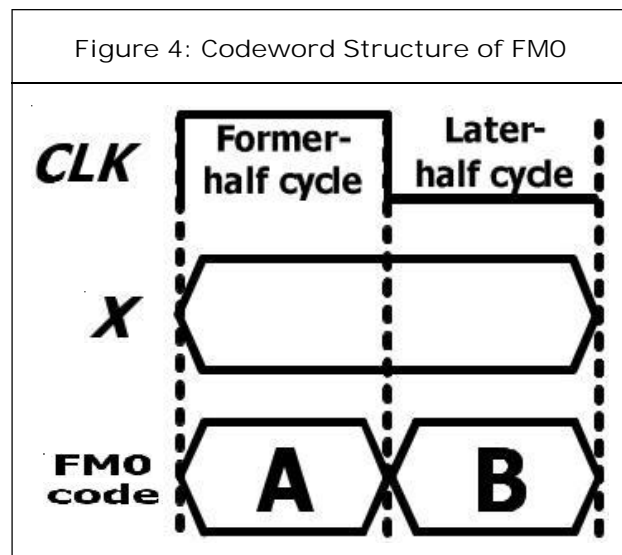 Figure 4: Codeword Structure of FM0
CLK
Former-
half cycle
Later-
half cycle
X
FM0
code
A
B